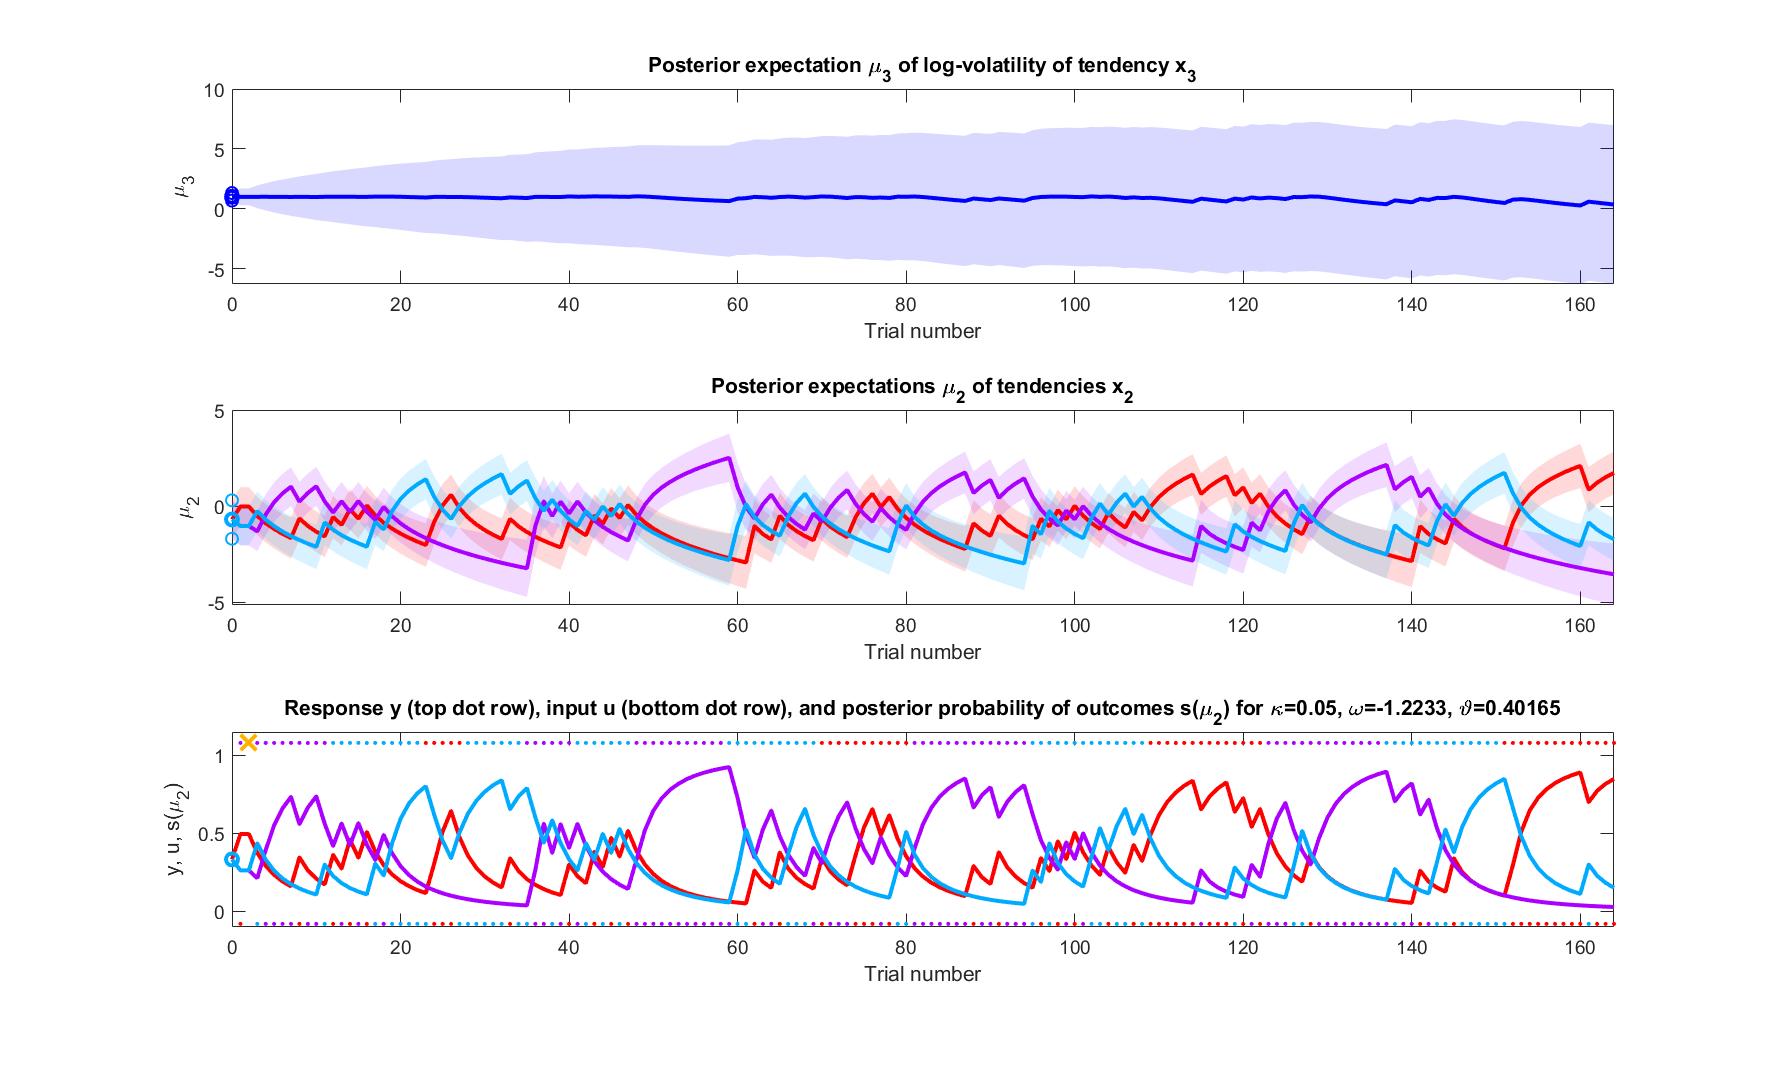 Posterior expectation μ3 of log-volatility of tendency x3
10
5
0
-5
μ3
0 20 40 60 80 100 120 140 160
Trial number
Posterior expectations μ2 of tendencies x2
5
0
-5
μ2
0 20 40 60 80 100 120 140 160
Trial number
Response y (top dot row), input u (bottom dot row), and posterior probability of outcomes s(μ2) for κ=0.05, ω=-1.2233, ϑ=0.40165
1
0.5
0
y, u, s(μ2)
0 20 40 60 80 100 120 140 160
Trial number